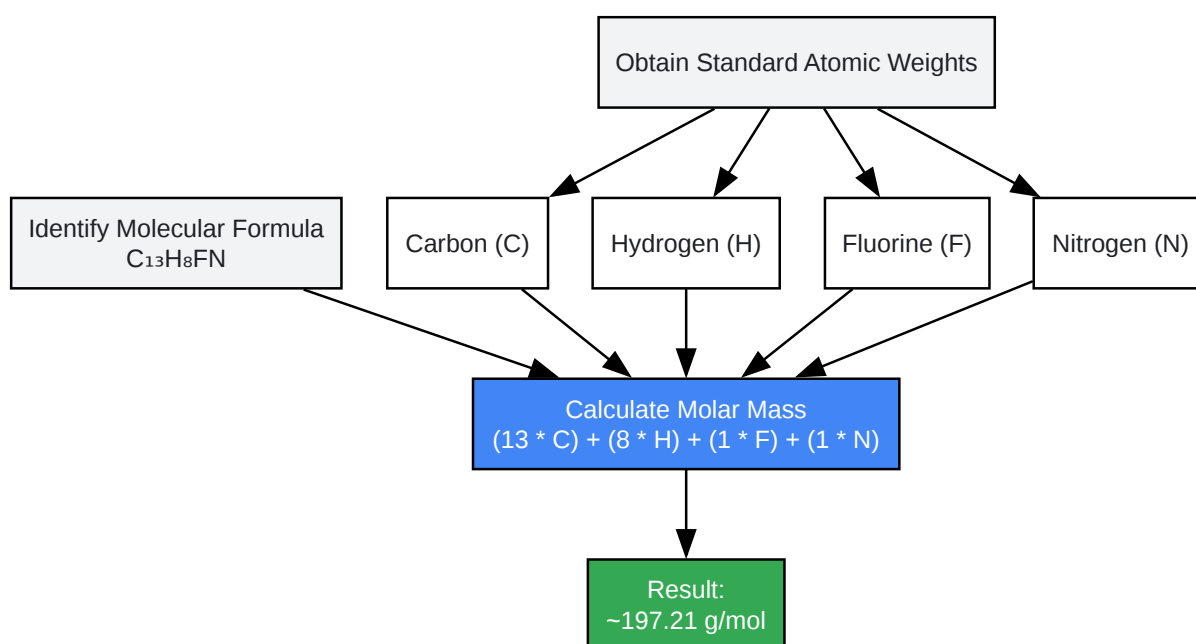 Obtain Standard Atomic Weights
Identify Molecular Formula
C₁₃H₈FN
Carbon (C)
Hydrogen (H)
Fluorine (F)
Nitrogen (N)
Calculate Molar Mass
(13 * C) + (8 * H) + (1 * F) + (1 * N)
Result:
~197.21 g/mol